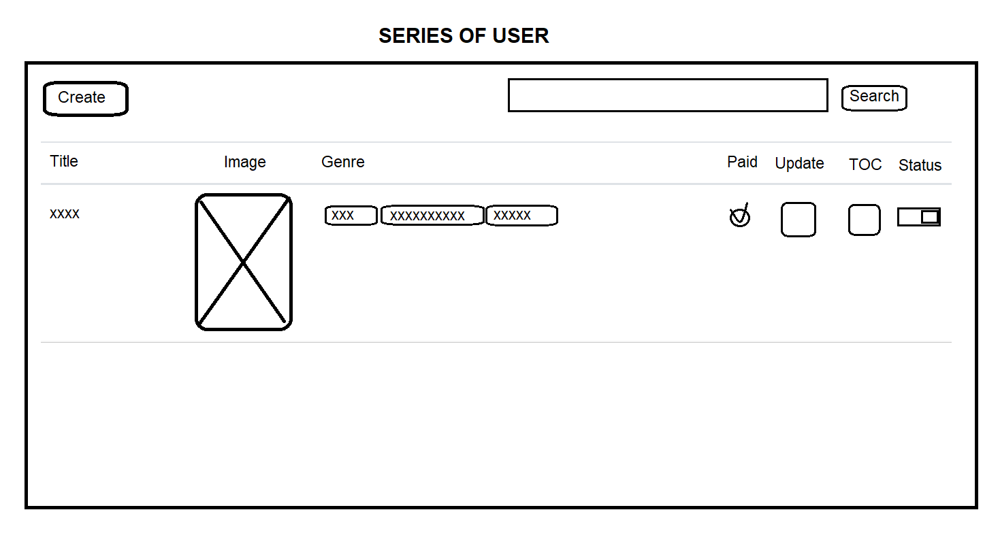 SERIES OF USER
Create Search
Title Image Genre Paid Update TOC Status
xxxx xxx xxxxxxxxxx xxxxx